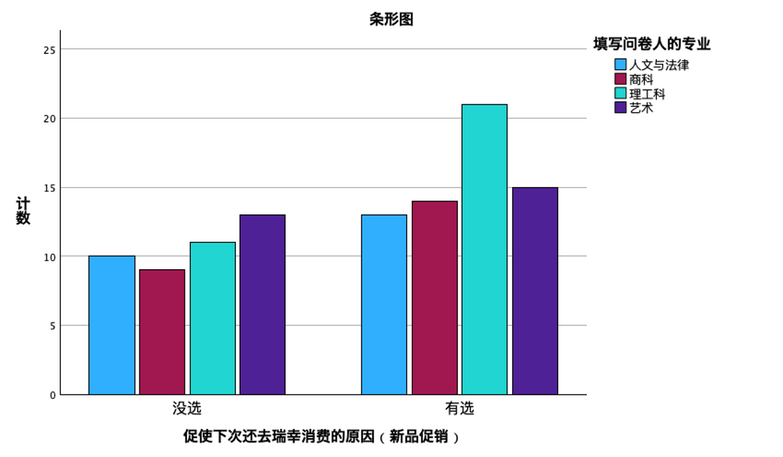 条形图
填写问卷人的专业
人文与法律
商科
理工科
艺术
计数
25
20
15
10
5
0
没选
有选
促使下次还去瑞幸消费的原因（新品促销）